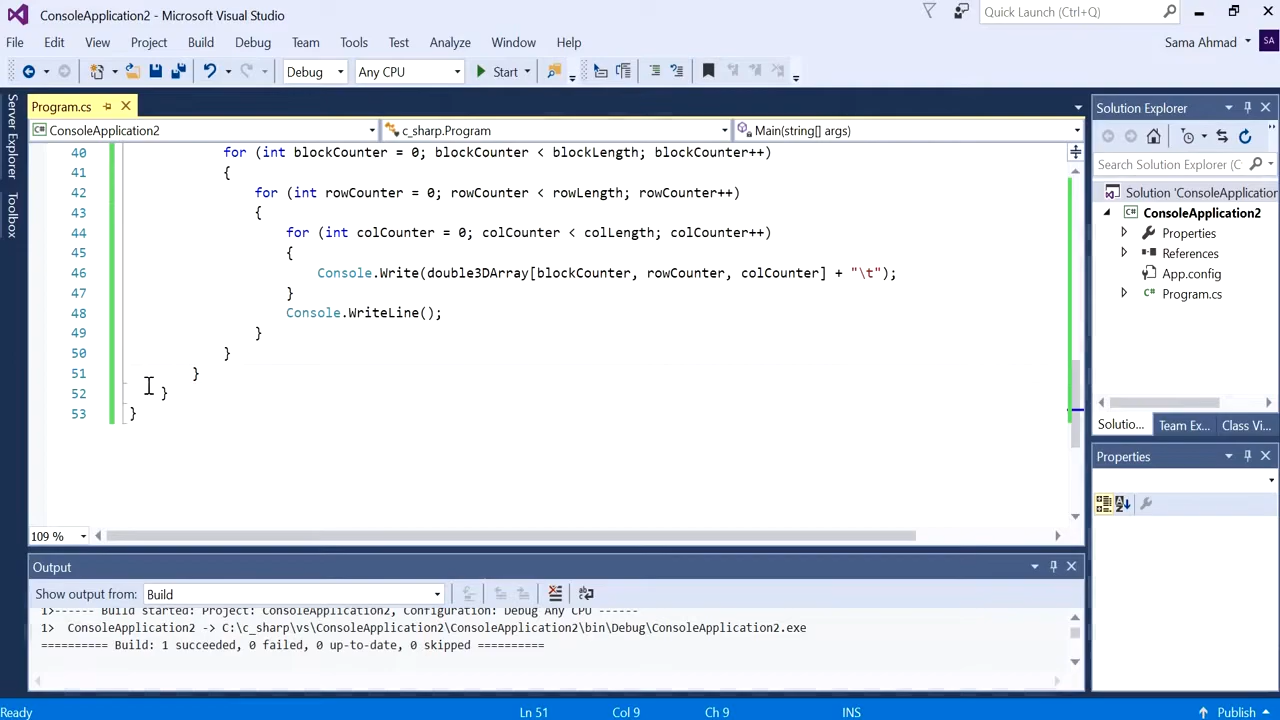 ConsoleApplication2 - Microsoft Visual Studio
Quick Launch (Ctrl+Q)
File Edit View Project Build Debug Team Tools Test Analyze Window Help
Sama Ahmad SA
Debug Any CPU Start
Server Explorer
Toolbox
Program.cs
ConsoleApplication2 c_sharp.Program Main(string[] args)
40 for (int blockCounter = 0; blockCounter < blockLength; blockCounter++)
41 {
42 for (int rowCounter = 0; rowCounter < rowLength; rowCounter++)
43 {
44 for (int colCounter = 0; colCounter < colLength; colCounter++)
45 {
46 Console.Write(double3DArray[blockCounter, rowCounter, colCounter] + "\t");
47 }
48 Console.WriteLine();
49 }
50 }
51 }
52 }
53 }
109 %
Solution Explorer
Search Solution Explorer (C
Solution 'ConsoleApplication
ConsoleApplication2
Properties
References
App.config
Program.cs
Solutio... Team Ex... Class Vi...
Properties
Output
Show output from: Build
1>------ Build started: Project: ConsoleApplication2, Configuration: Debug Any CPU ------
1> ConsoleApplication2 -> C:\c_sharp\vs\ConsoleApplication2\ConsoleApplication2\bin\Debug\ConsoleApplication2.exe
========== Build: 1 succeeded, 0 failed, 0 up-to-date, 0 skipped ==========
Ready Ln 51 Col 9 Ch 9 INS Publish